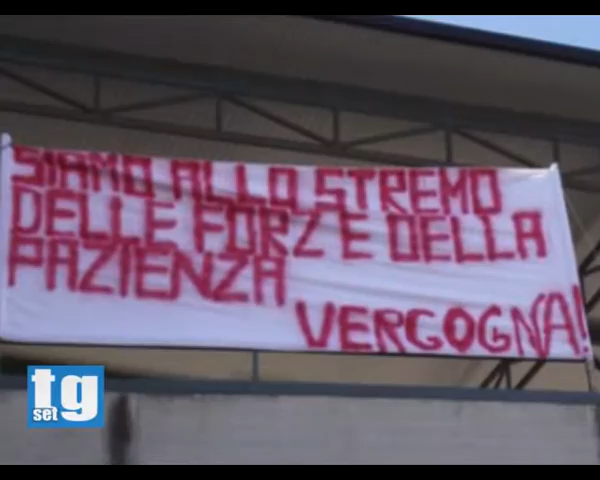 SIAMO ALLO STREMO
DELLE FORZE DELLA
PAZIENZA
VERGOGNA!
tg
set